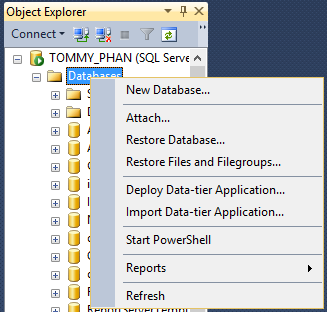 Object Explorer
Connect
TOMMY_PHAN (SQL Serve
Databases
New Database...
Attach...
Restore Database...
Restore Files and Filegroups...
Deploy Data-tier Application...
Import Data-tier Application...
Start PowerShell
Reports
Refresh